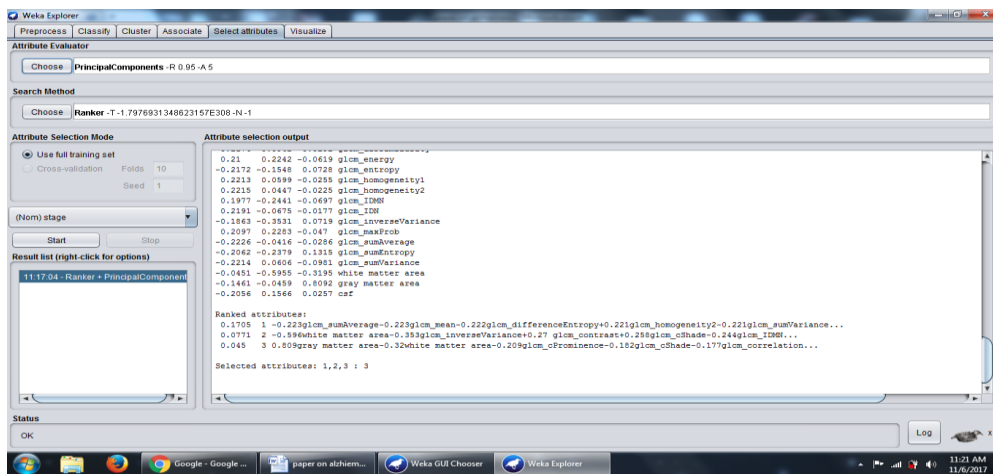 Weka Explorer
Preprocess Classify Cluster Associate Select attributes Visualize
Attribute Evaluator
Choose PrincipalComponents -R 0.95 -A 5
Search Method
Choose Ranker -T -1.7976931348623157E308 -N -1
Attribute Selection Mode
Use full training set
Cross-validation Folds 10
Seed 1
(Nom) stage
Start Stop
Result list (right-click for options)
11:17:04 - Ranker + PrincipalComponent
Attribute selection output
0.21 0.2242 -0.0619 glcm_energy
-0.2172 -0.1548 0.0728 glcm_entropy
0.2213 0.0599 -0.0255 glcm_homogeneity1
0.2215 0.0447 -0.0225 glcm_homogeneity2
0.1977 -0.2441 -0.0697 glcm_IDMN
0.2191 -0.0675 -0.0177 glcm_IDN
-0.1863 -0.3531 0.0719 glcm_inverseVariance
0.2097 0.2283 -0.047 glcm_maxProb
-0.2226 -0.0416 -0.0286 glcm_sumAverage
-0.2062 -0.2379 0.1315 glcm_sumEntropy
-0.2214 0.0606 -0.0981 glcm_sumVariance
-0.0451 -0.5955 -0.3195 white matter area
-0.1461 -0.0459 0.8092 gray matter area
-0.2056 0.1566 0.0257 csf
Ranked attributes:
0.1705 1 -0.223glcm_sumAverage-0.223glcm_mean-0.222glcm_differenceEntropy+0.221glcm_homogeneity2-0.221glcm_sumVariance...
0.0771 2 -0.596white matter area-0.353glcm_inverseVariance+0.27 glcm_contrast+0.258glcm_cShade-0.244glcm_IDMN...
0.045 3 0.809gray matter area-0.32white matter area-0.209glcm_cProminence-0.182glcm_cShade-0.177glcm_correlation...
Selected attributes: 1,2,3 : 3
Status
OK
Log
x 0
Google - Google ...
paper on alzhiem...
Weka GUI Chooser
Weka Explorer
11:21 AM
11/6/2017